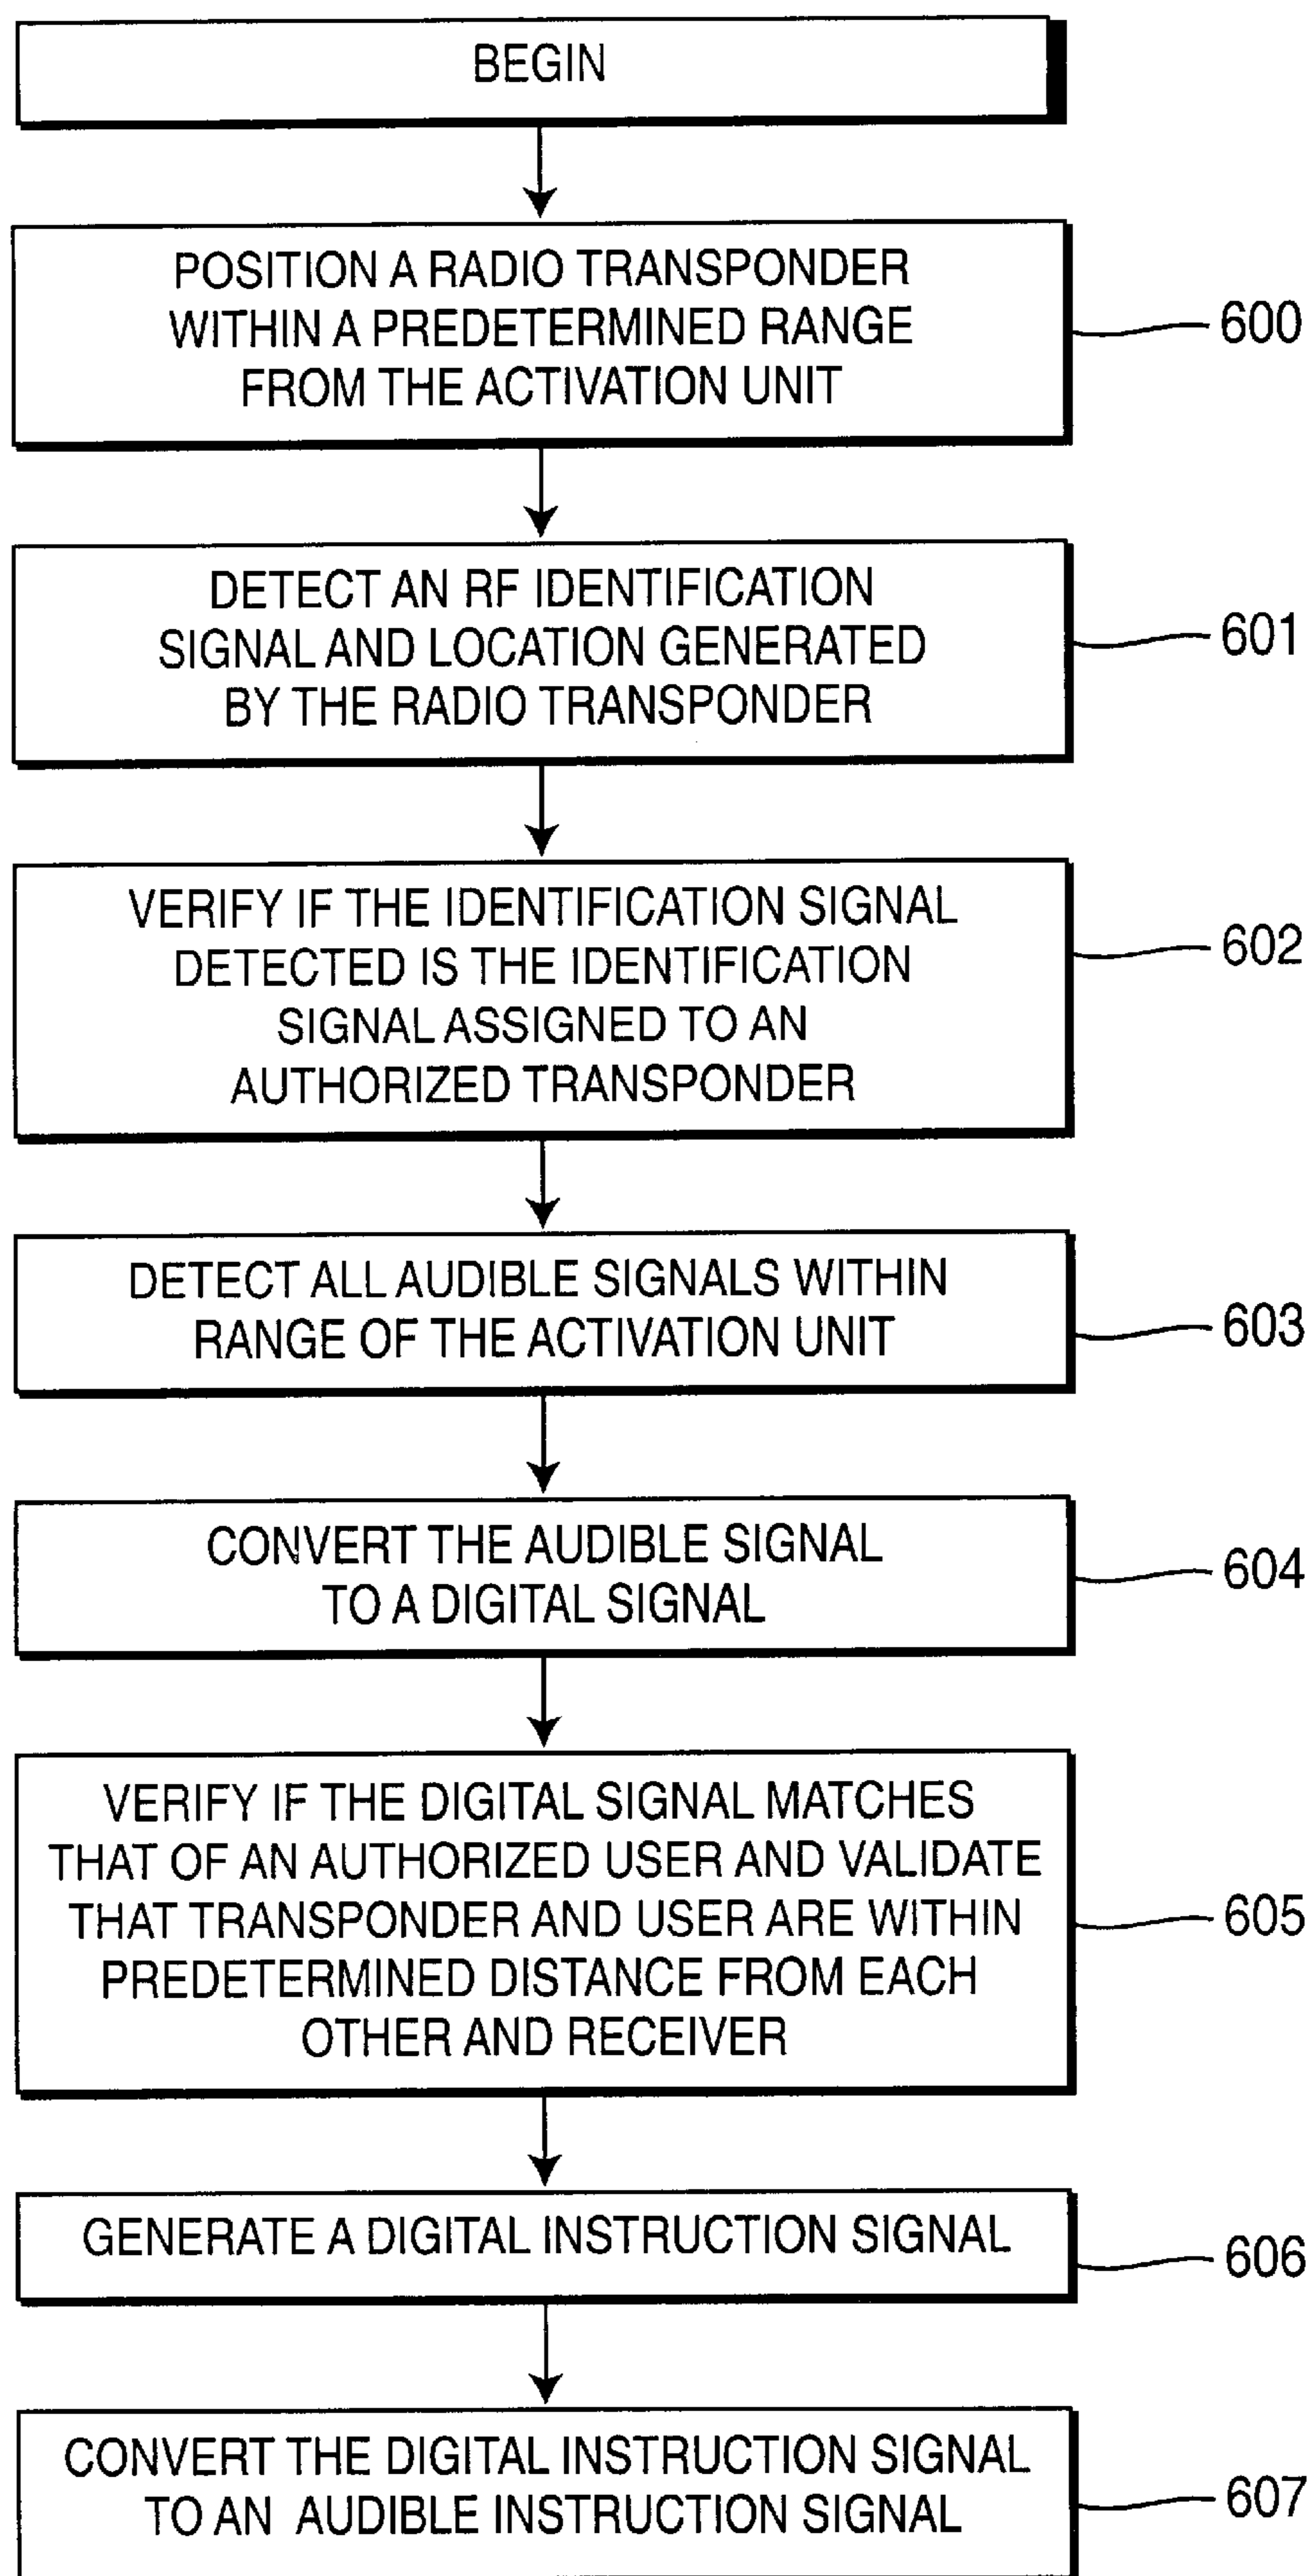 BEGIN
POSITION A RADIO TRANSPONDER
WITHIN A PREDETERMINED RANGE
FROM THE ACTIVATION UNIT
600
DETECT AN RF IDENTIFICATION
SIGNAL AND LOCATION GENERATED
BY THE RADIO TRANSPONDER
601
VERIFY IF THE IDENTIFICATION SIGNAL
DETECTED IS THE IDENTIFICATION
SIGNAL ASSIGNED TO AN
AUTHORIZED TRANSPONDER
602
DETECT ALL AUDIBLE SIGNALS WITHIN
RANGE OF THE ACTIVATION UNIT
603
CONVERT THE AUDIBLE SIGNAL
TO A DIGITAL SIGNAL
604
VERIFY IF THE DIGITAL SIGNAL MATCHES
THAT OF AN AUTHORIZED USER AND VALIDATE
THAT TRANSPONDER AND USER ARE WITHIN
PREDETERMINED DISTANCE FROM EACH
OTHER AND RECEIVER
605
GENERATE A DIGITAL INSTRUCTION SIGNAL
606
CONVERT THE DIGITAL INSTRUCTION SIGNAL
TO AN AUDIBLE INSTRUCTION SIGNAL
607